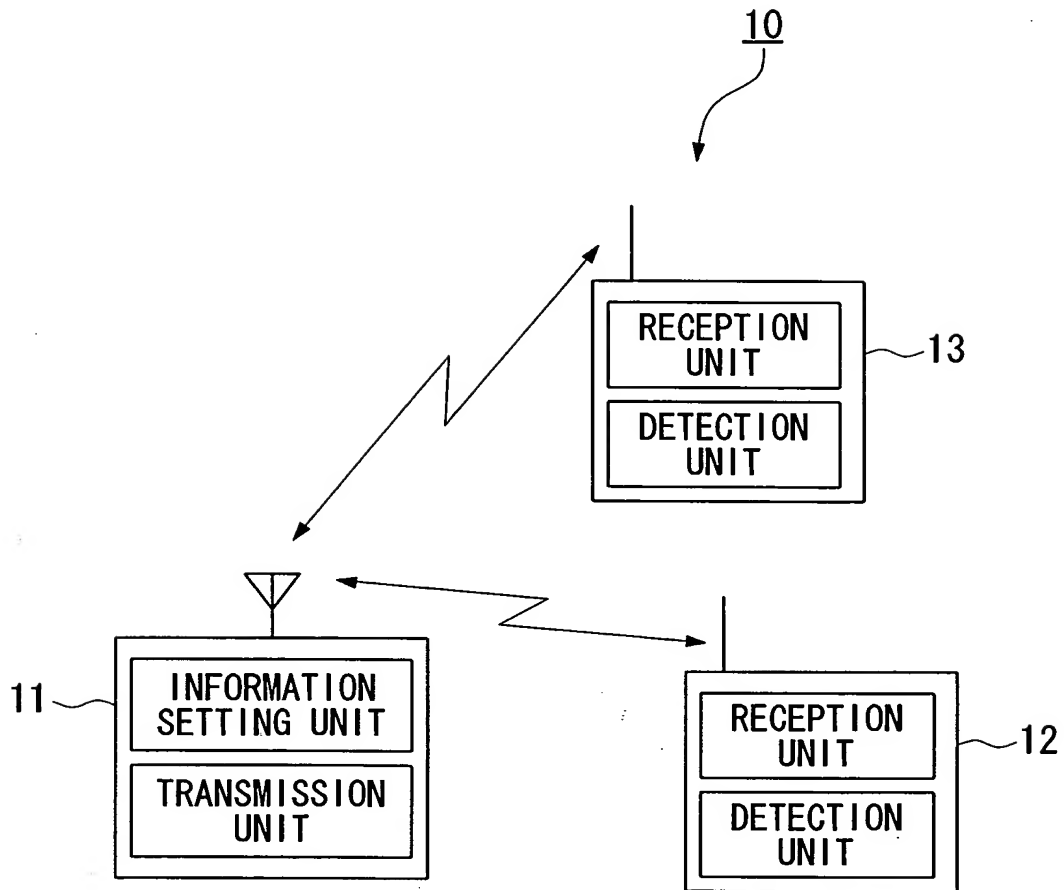 10
RECEPTION
UNIT
DETECTION
UNIT
13
11
INFORMATION
SETTING UNIT
TRANSMISSION
UNIT
RECEPTION
UNIT
DETECTION
UNIT
12